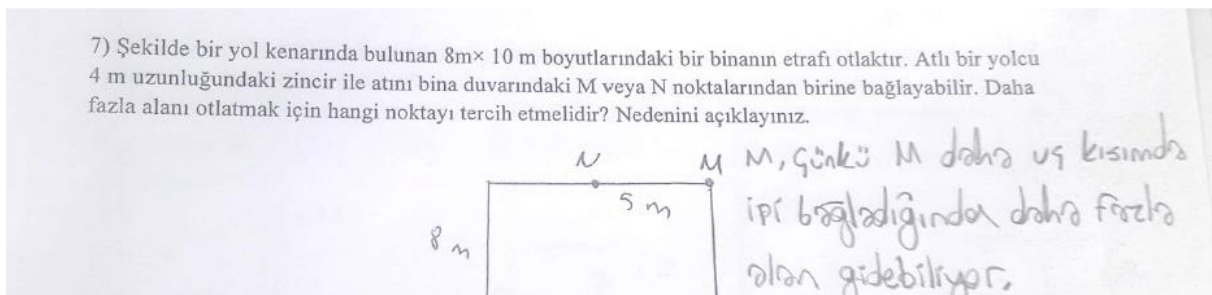 7) Şekilde bir yol kenarında bulunan 8m× 10 m boyutlarındaki bir binanın etrafı otlaktır. Atlı bir yolcu
4 m uzunluğundaki zincir ile atını bina duvarındaki M veya N noktalarından birine bağlayabilir. Daha
fazla alanı otlatmak için hangi noktayı tercih etmelidir? Nedenini açıklayınız.
N
M
M, Çünkü M daha uç kısımda
5 m
ipi bağladığından daha fazla
8 m
alan gidebiliyor.